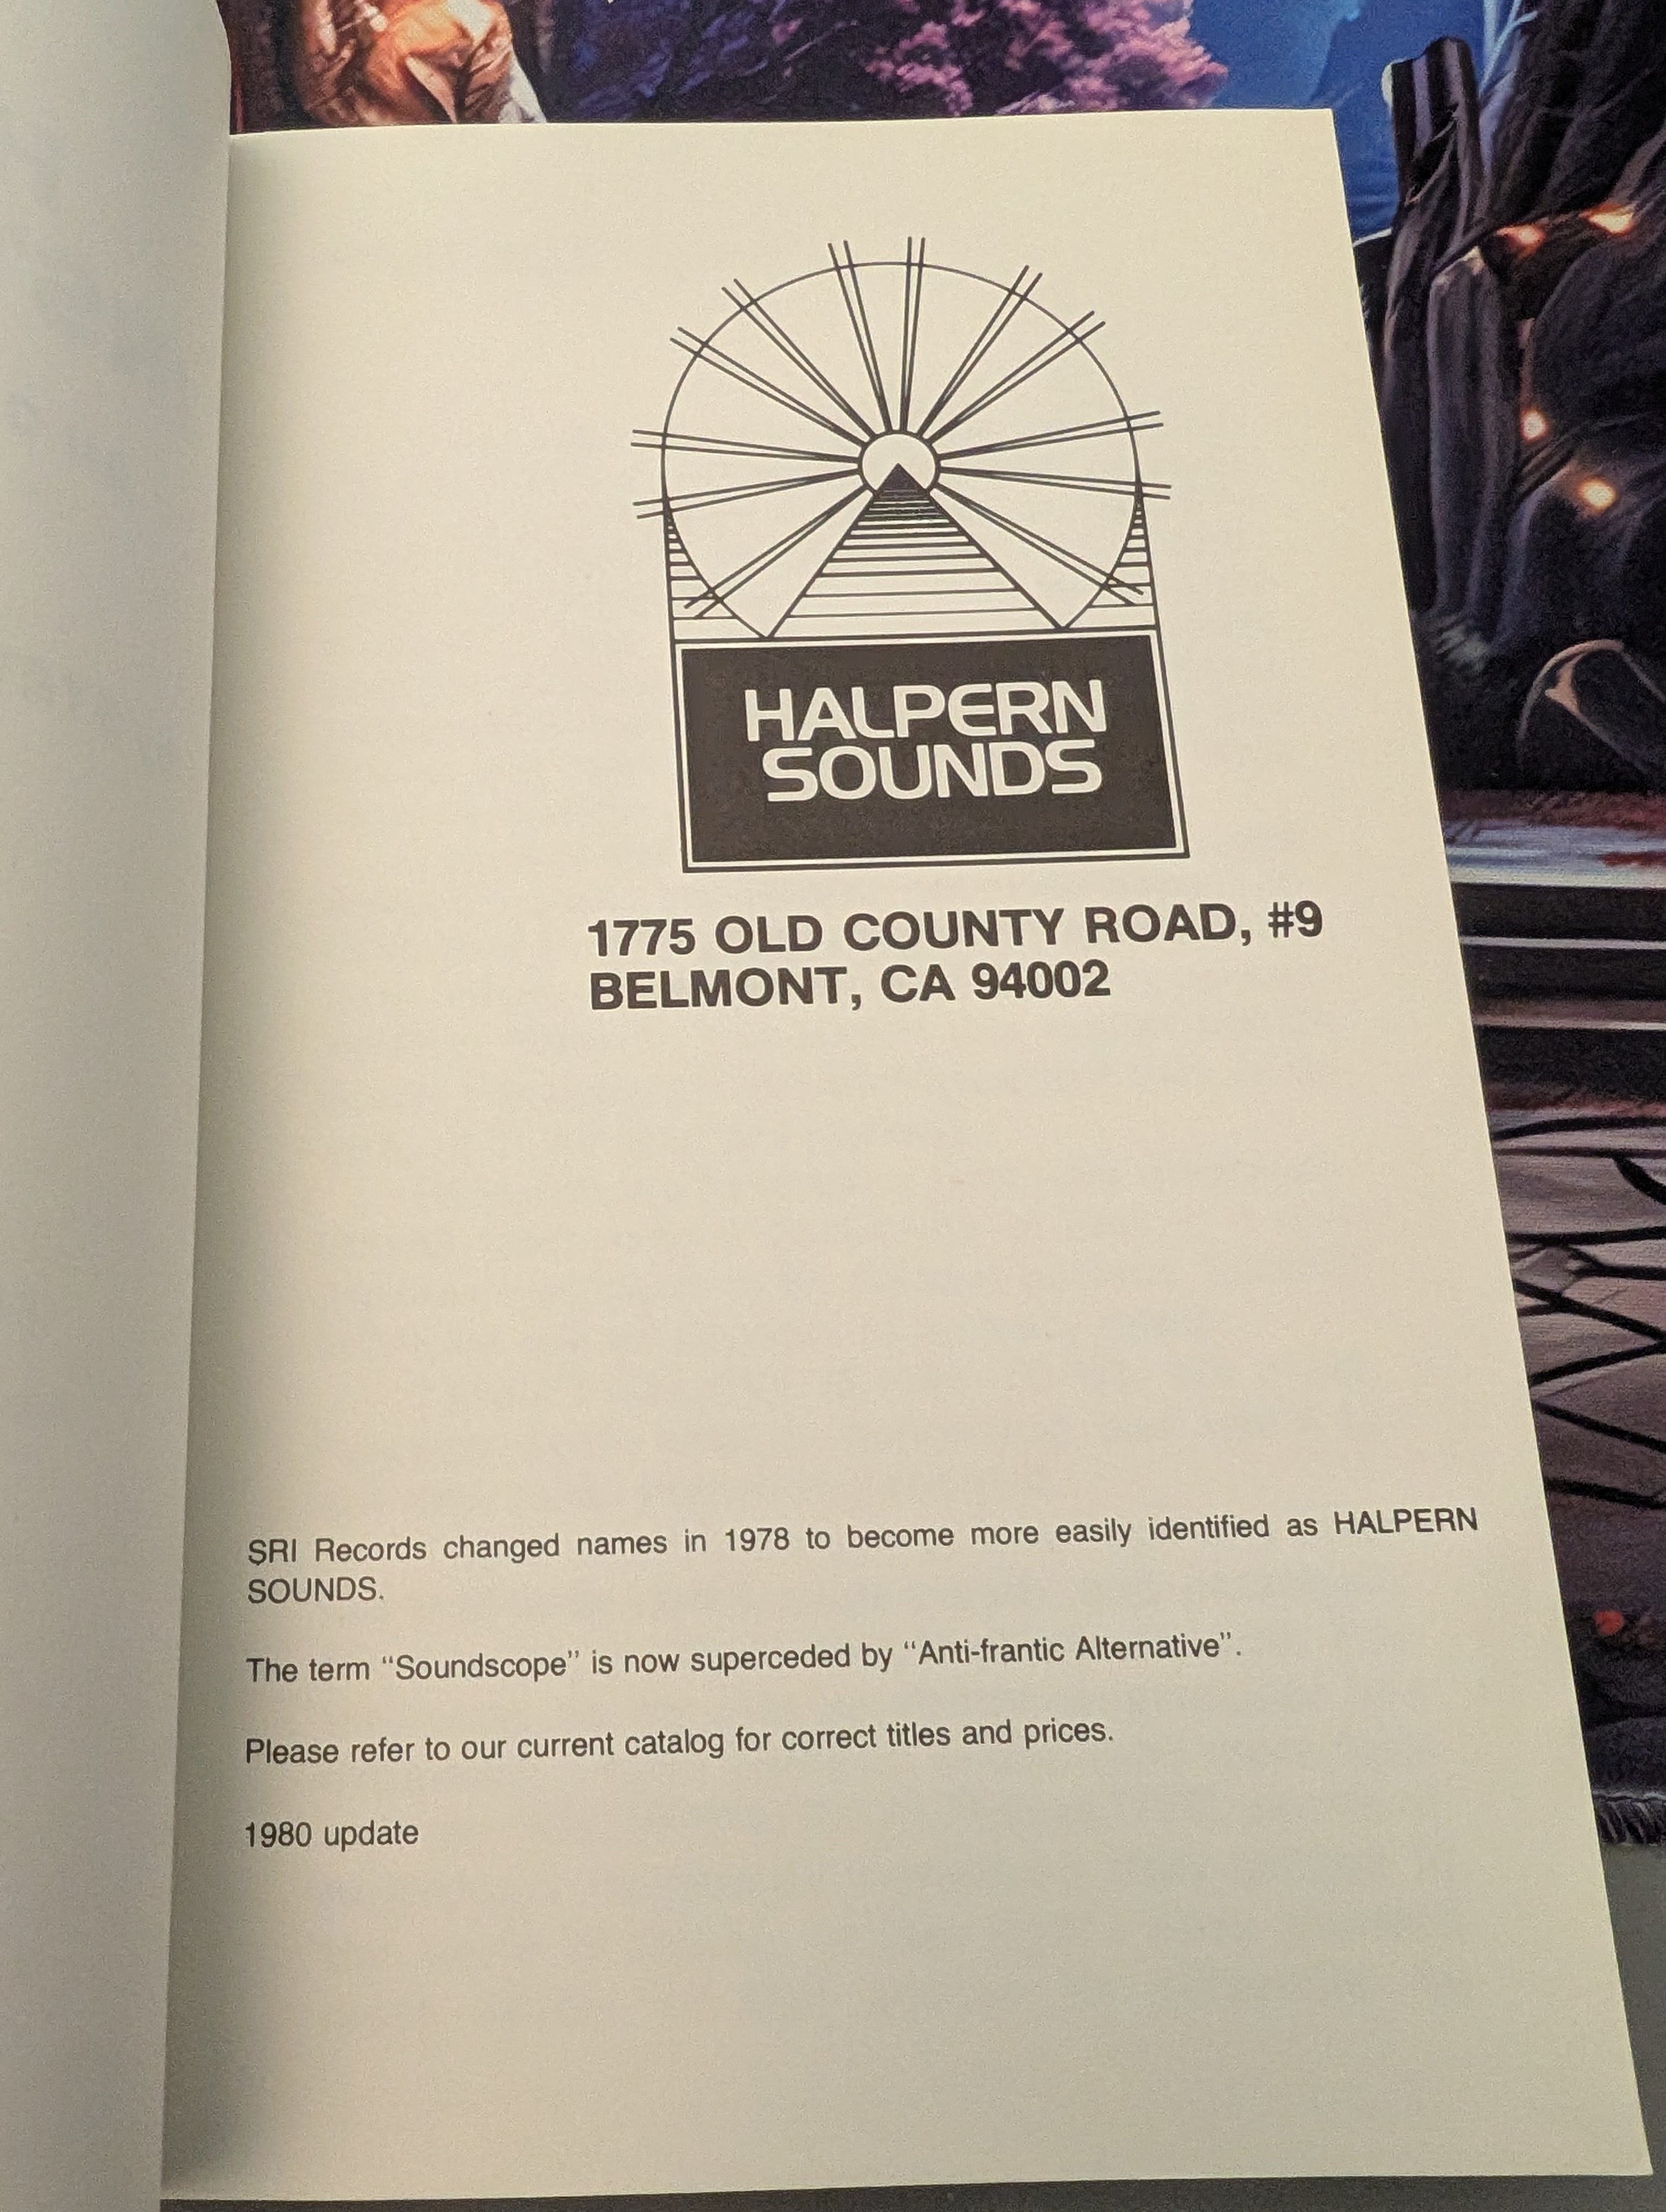 HALPERN
SOUNDS
1775 OLD COUNTY ROAD, #9
BELMONT, CA 94002
SRI Records changed names in 1978 to become more easily identified as HALPERN
SOUNDS.
The term “Soundscope” is now superceded by “Anti-frantic Alternative”.
Please refer to our current catalog for correct titles and prices.
1980 update